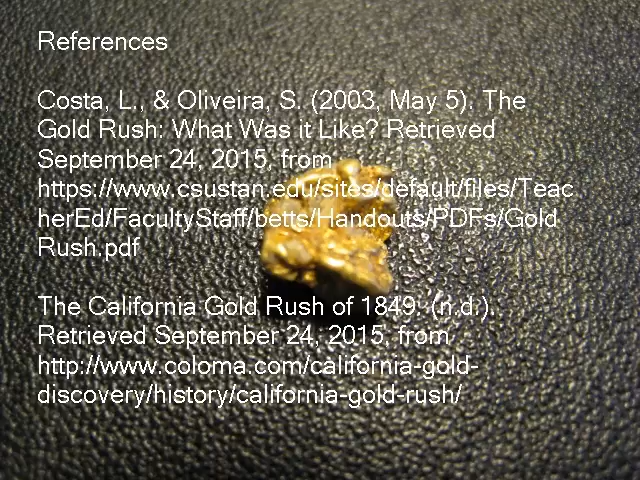 References
Costa, L., & Oliveira, S. (2003, May 5). The
Gold Rush: What Was it Like? Retrieved
September 24, 2015, from
https://www.csustan.edu/sites/default/files/Teac
herEd/FacultyStaff/betts/Handouts/PDFs/Gold
Rush.pdf
The California Gold Rush of 1849. (n.d.).
Retrieved September 24, 2015, from
http://www.coloma.com/california-gold-
discovery/history/california-gold-rush/